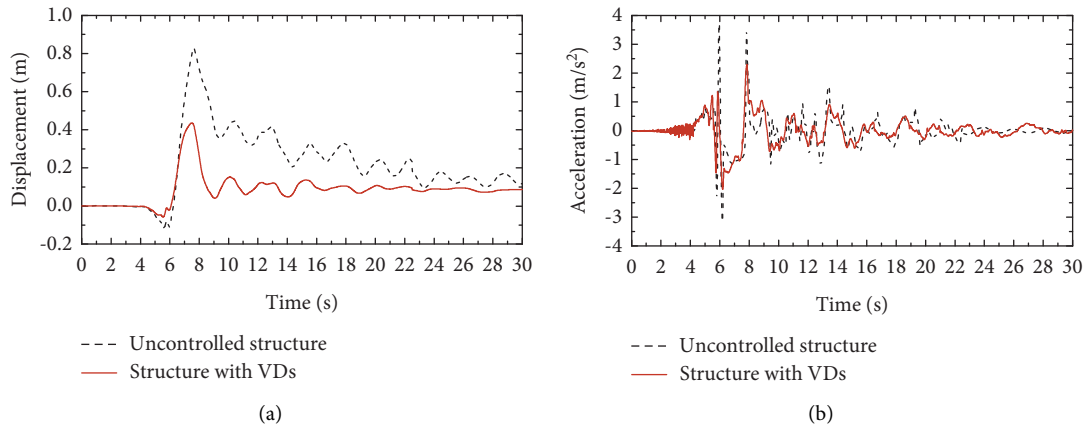 1.0
0.8
0.6
0.4
0.2
0.0
-0.2
Displacement (m)
0 2 4 6 8 10 12 14 16 18 20 22 24 26 28 30
Time (s)
Uncontrolled structure
Structure with VDs
(a)
4
3
2
1
0
-1
-2
-3
-4
Acceleration (m/s²)
0 2 4 6 8 10 12 14 16 18 20 22 24 26 28 30
Time (s)
Uncontrolled structure
Structure with VDs
(b)